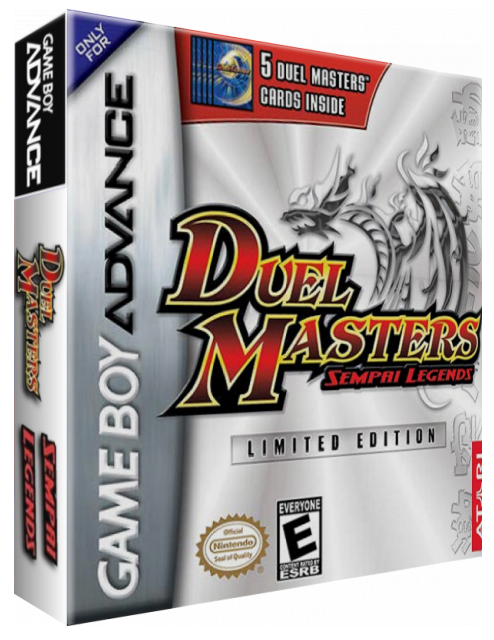 GAME BOY ADVANCE
DUEL
MASTERS
SEMPAI
LEGENDS
ONLY
FOR
GAME BOY ADVANCE
5 DUEL MASTERS™
CARDS INSIDE
DUEL
MASTERS
SEMPAI LEGENDS
LIMITED EDITION
Official
Nintendo
Seal of Quality
EVERYONE
E
CONTENT RATED BY
ESRB
ATARI